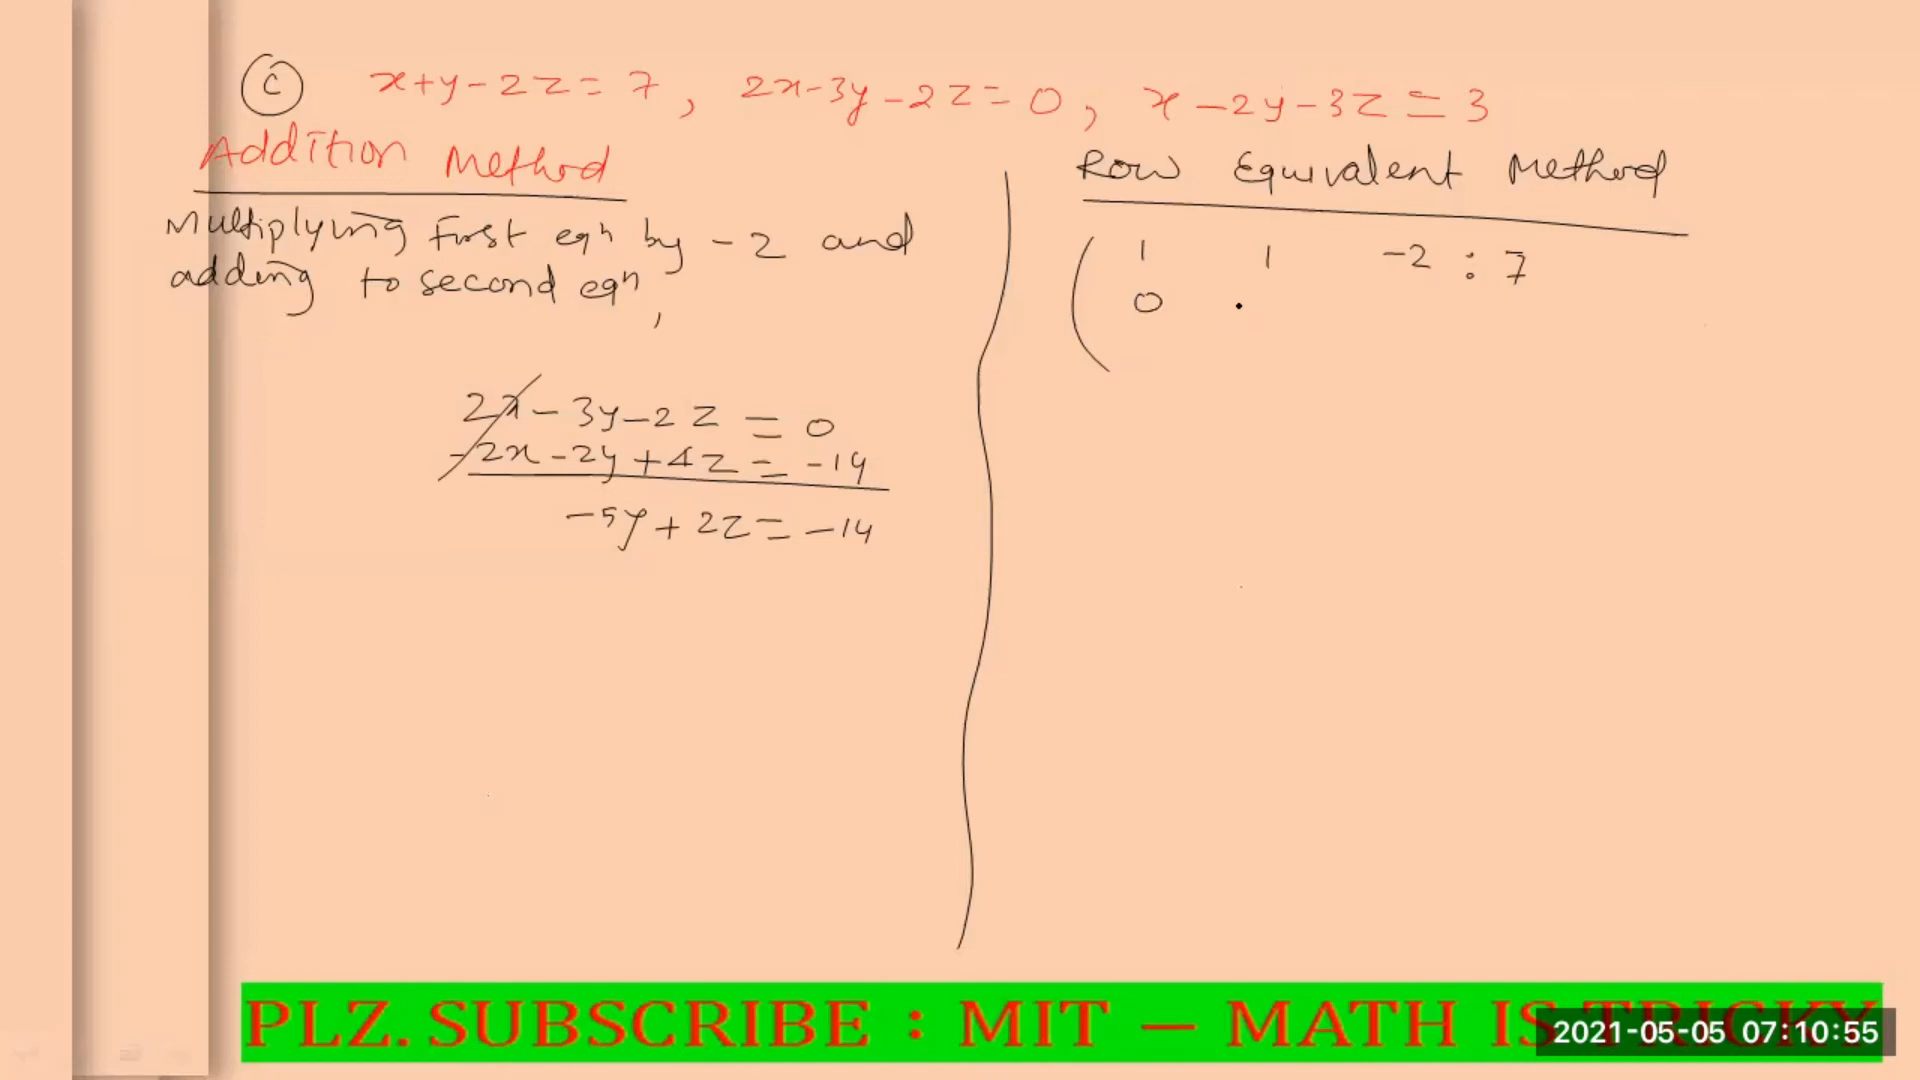 C x+y-2z=7, 2x-3y-2z=0, x-2y-3z=3
Addition Method
Multiplying first eqn by -2 and
adding to second eqn,
2x-3y-2z=0
-2x-2y+4z=-14
-5y+2z=-14
Row Equivalent Method
1 1 -2 : 7
0
PLZ. SUBSCRIBE : MIT – MATH IS TRICKY
2021-05-05 07:10:55